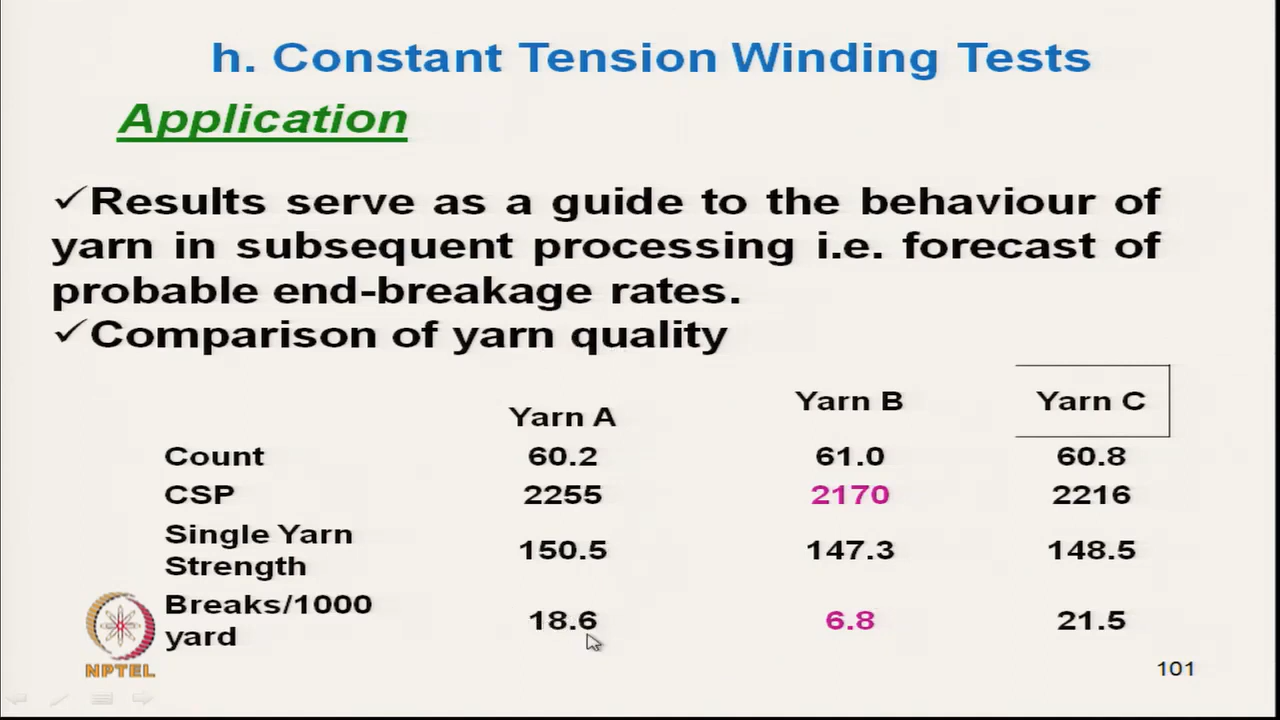 h. Constant Tension Winding Tests
Application
✓Results serve as a guide to the behaviour of
yarn in subsequent processing i.e. forecast of
probable end-breakage rates.
✓Comparison of yarn quality
Yarn A Yarn B Yarn C
Count 60.2 61.0 60.8
CSP 2255 2170 2216
Single Yarn
Strength 150.5 147.3 148.5
Breaks/1000
yard 18.6 6.8 21.5
NPTEL
101